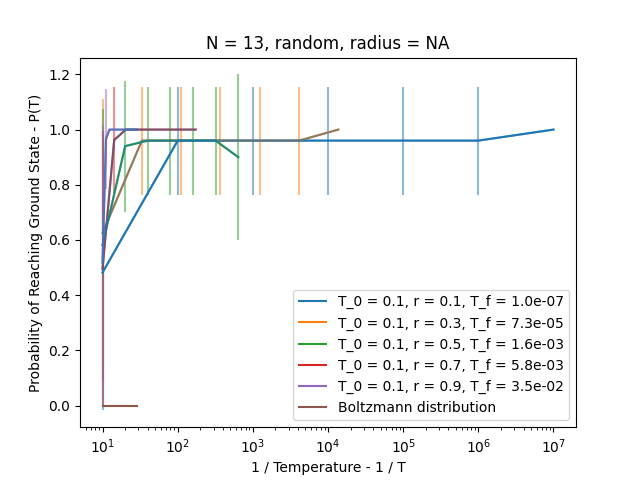 N = 13, random, radius = NA
Probability of Reaching Ground State - P(T)
1.2
1.0
0.8
0.6
0.4
0.2
0.0
T_0 = 0.1, r = 0.1, T_f = 1.0e-07
T_0 = 0.1, r = 0.3, T_f = 7.3e-05
T_0 = 0.1, r = 0.5, T_f = 1.6e-03
T_0 = 0.1, r = 0.7, T_f = 5.8e-03
T_0 = 0.1, r = 0.9, T_f = 3.5e-02
Boltzmann distribution
10¹ 10² 10³ 10⁴ 10⁵ 10⁶ 10⁷
1 / Temperature - 1 / T